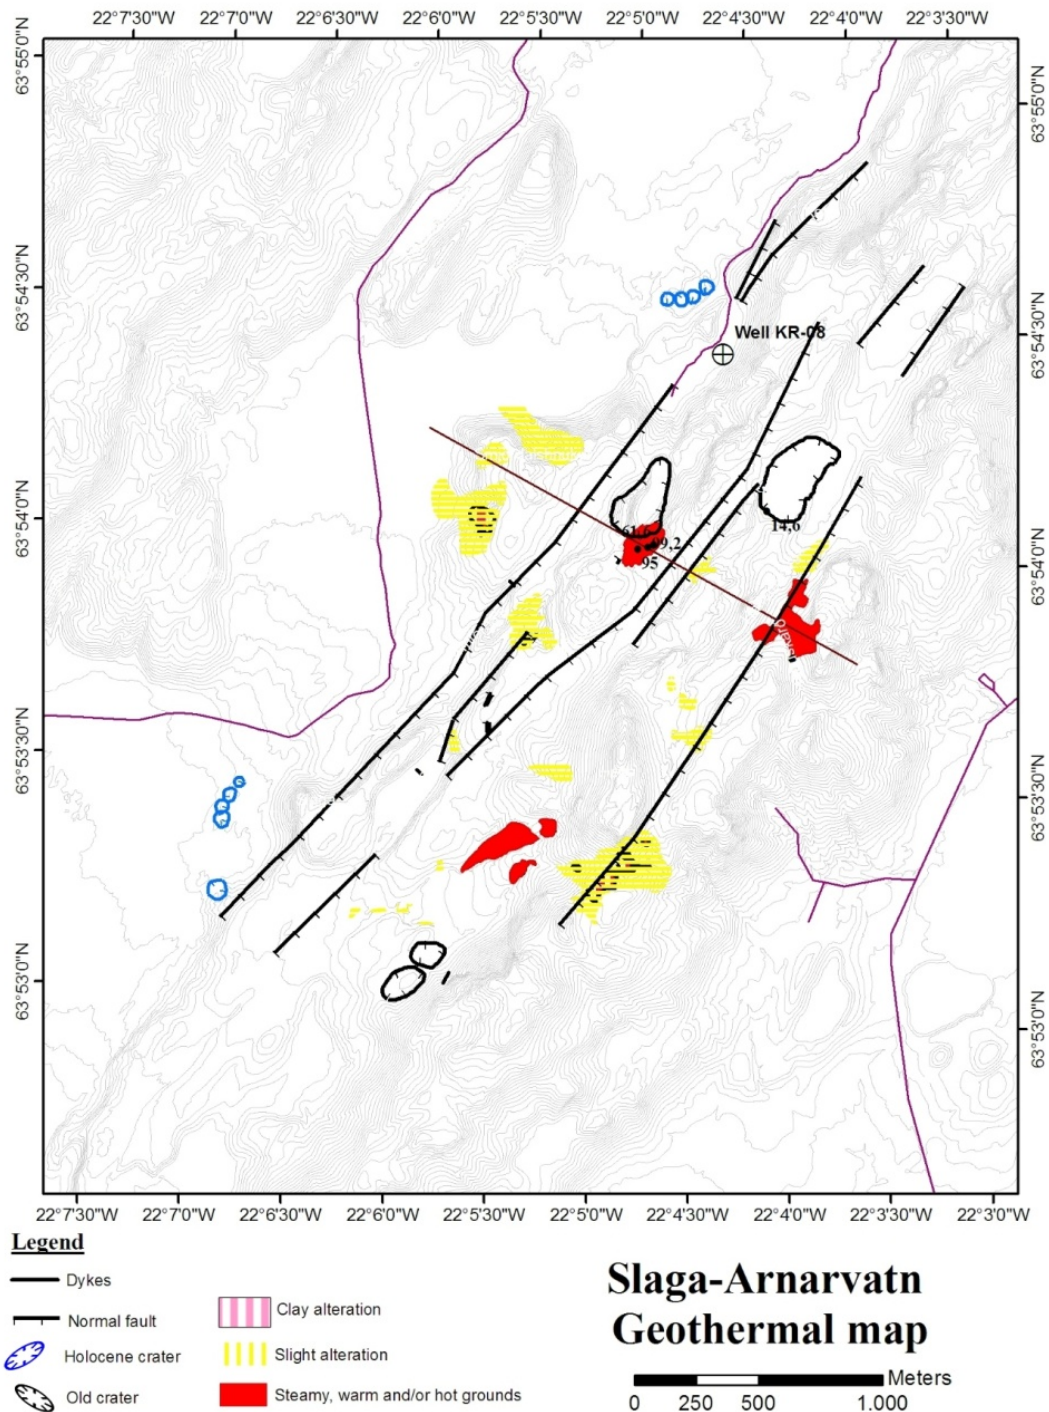 22°7'30"W 22°7'0"W 22°6'30"W 22°6'0"W 22°5'30"W 22°5'0"W 22°4'30"W 22°4'0"W 22°3'30"W
63°55'0"N
63°55'0"N
63°54'30"N
63°54'30"N
Well KR-08
63°54'0"N
14,6
99,2
95
63°54'0"N
63°53'30"N
63°53'30"N
63°53'0"N
63°53'0"N
22°7'30"W 22°7'0"W 22°6'30"W 22°6'0"W 22°5'30"W 22°5'0"W 22°4'30"W 22°4'0"W 22°3'30"W 22°30"W
Legend
Dykes
Normal fault
Holocene crater
Old crater
Clay alteration
Slight alteration
Steamy, warm and/or hot grounds
Slaga-Arnarvatn
Geothermal map
Meters
0 250 500 1.000